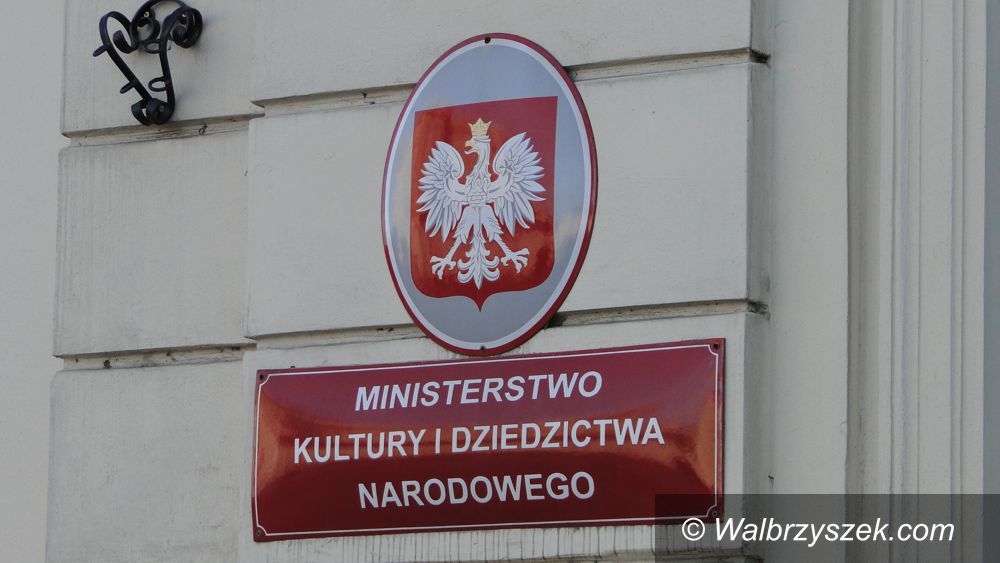 MINISTERSTWO
KULTURY I DZIEDZICTWA
NARODOWEGO
© Walbrzyszek.com